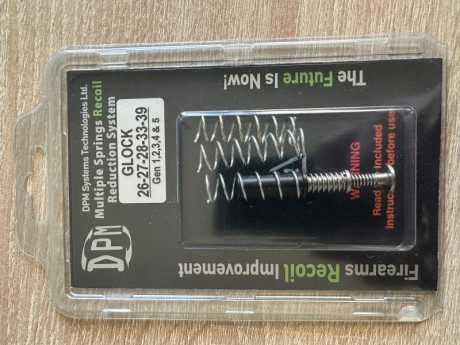 DPM Systems Technologies Ltd.
Multiple Springs Recoil
Reduction System
GLOCK
26-27-28-33-39
Gen 1,2,3,4 & 5
DPM
The Future Is Now!
WARNING
Read included
instruc before use
Firearms Recoil Improvement